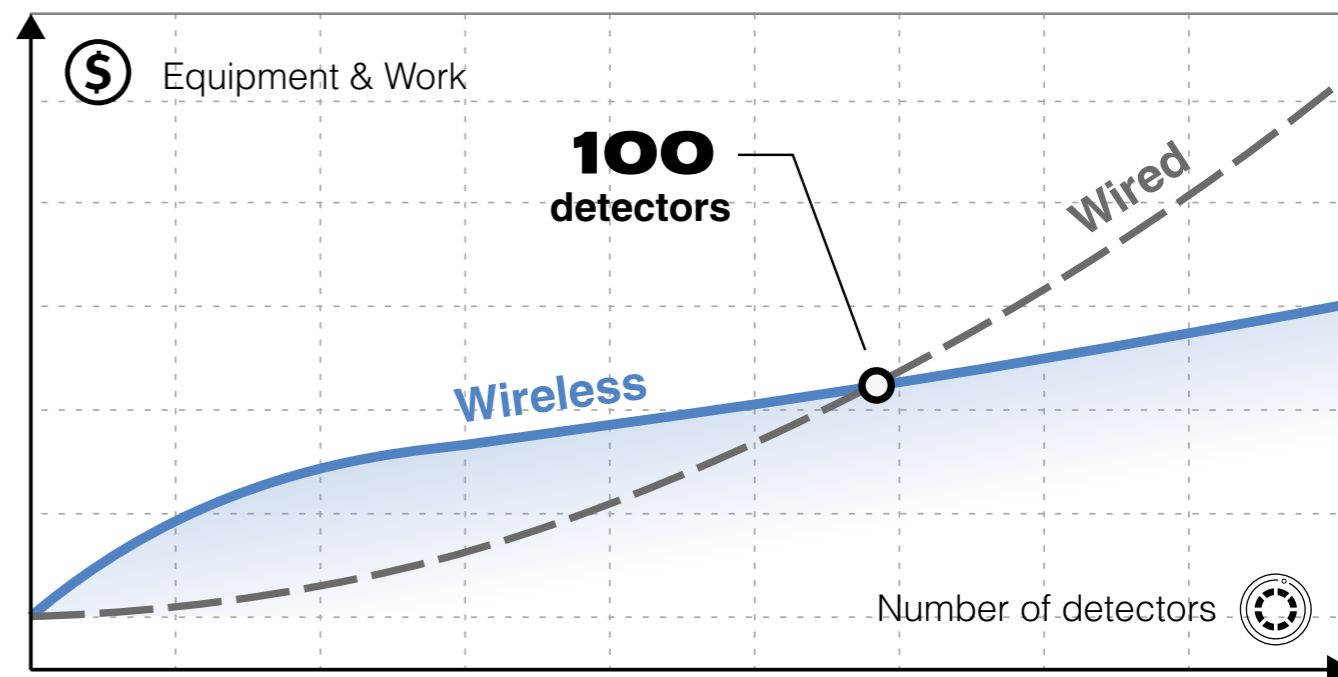 $ Equipment & Work
100
detectors
Wired
Wireless
Number of detectors